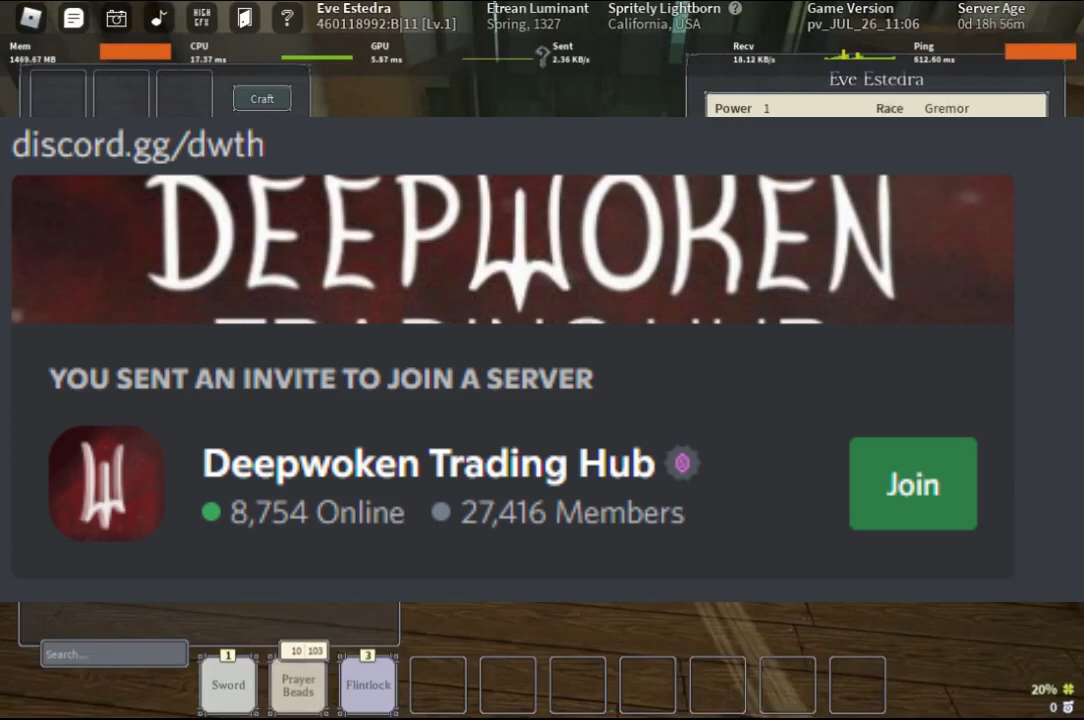 HIGH GFX
?
Eve Estedra
460118992:B|11 [Lv.1]
Etrean Luminant
Spring, 1327
Spritely Lightborn ?
California, USA
Game Version
pv_JUL_26_11:06
Server Age
0d 18h 56m
Mem
1469.67 MB
CPU
17.37 ms
GPU
5.87 ms
Sent
2.36 KB/s
Recv
18.12 KB/s
Ping
612.60 ms
Craft
Eve Estedra
Power 1 Race Gremor
discord.gg/dwth
DEEPWOKEN
YOU SENT AN INVITE TO JOIN A SERVER
Deepwoken Trading Hub
8,754 Online 27,416 Members
Join
Search...
1
Sword
10 103
Prayer Beads
3
Flintlock
20%
0